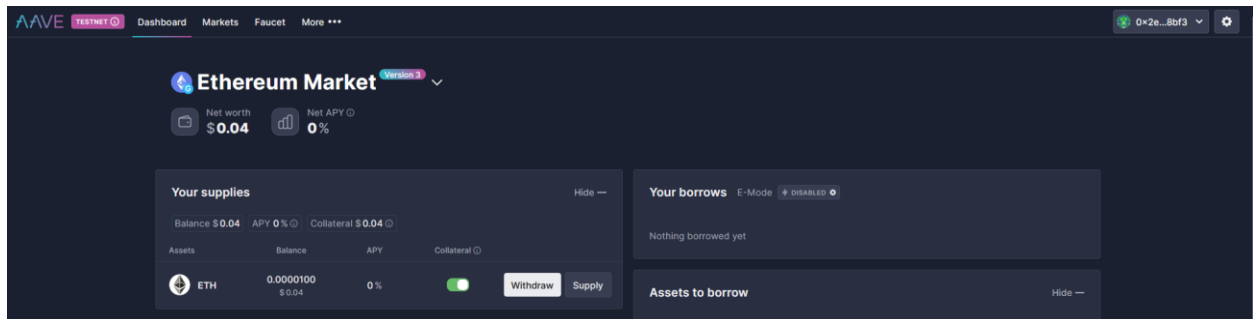 AAVE TESTNET Dashboard Markets Faucet More ••• 0×2e...8bf3
Ethereum Market Version 3
Net worth Net APY
$0.04 0%
Your supplies Hide —
Balance $0.04 APY 0% Collateral $0.04
Assets Balance APY Collateral
ETH 0.0000100 0% Withdraw Supply
$0.04
Your borrows E-Mode DISABLED
Nothing borrowed yet
Assets to borrow Hide —